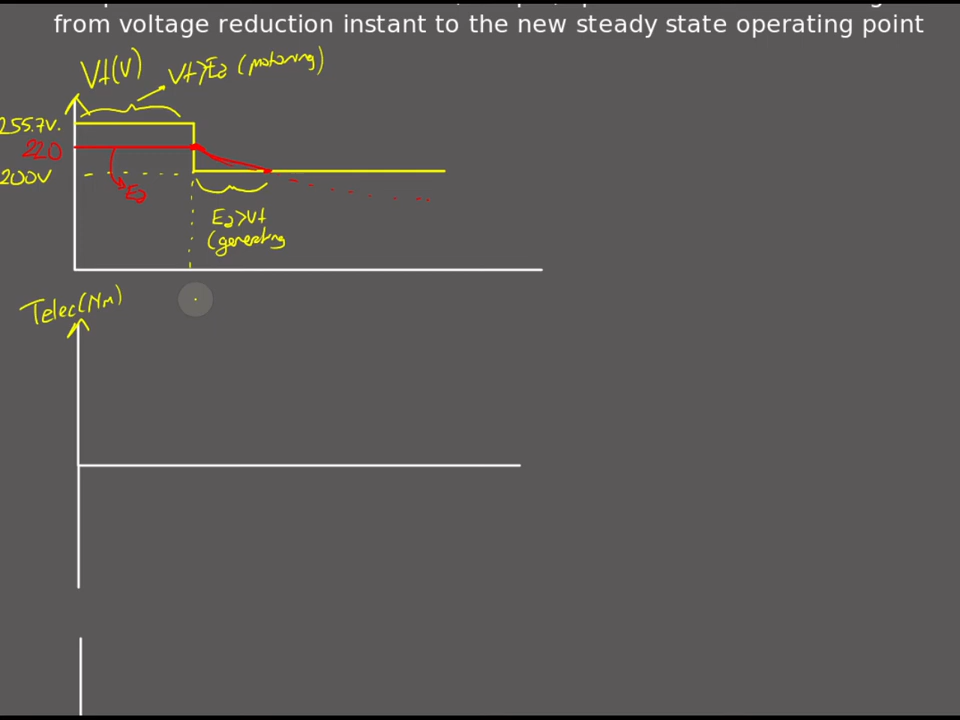 from voltage reduction instant to the new steady state operating point
Vt(V)
Vt>Ea (motoring)
255.7V.
220
200V
Ea
Ea>Vt
(generating
Telec(Nm)